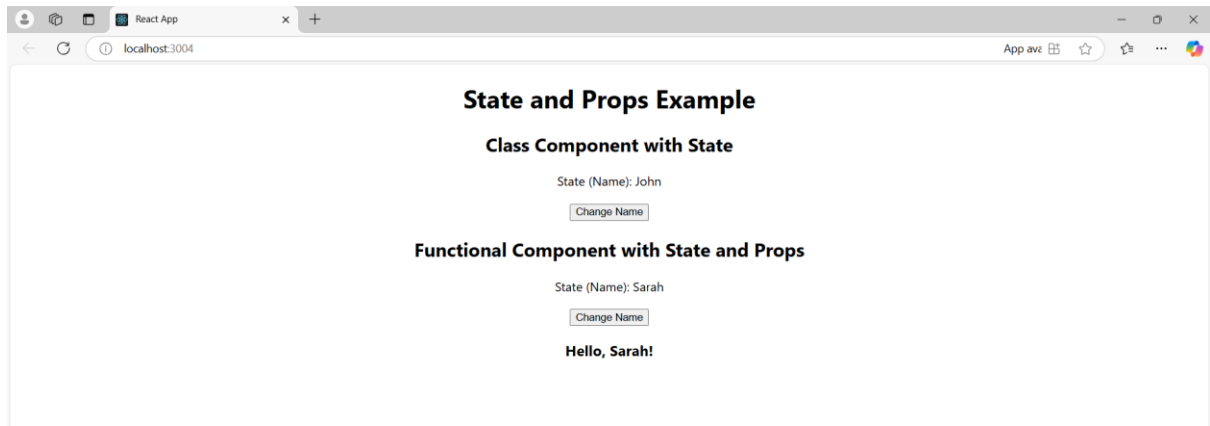 React App
localhost:3004
App ava
State and Props Example
Class Component with State
State (Name): John
Change Name
Functional Component with State and Props
State (Name): Sarah
Change Name
Hello, Sarah!